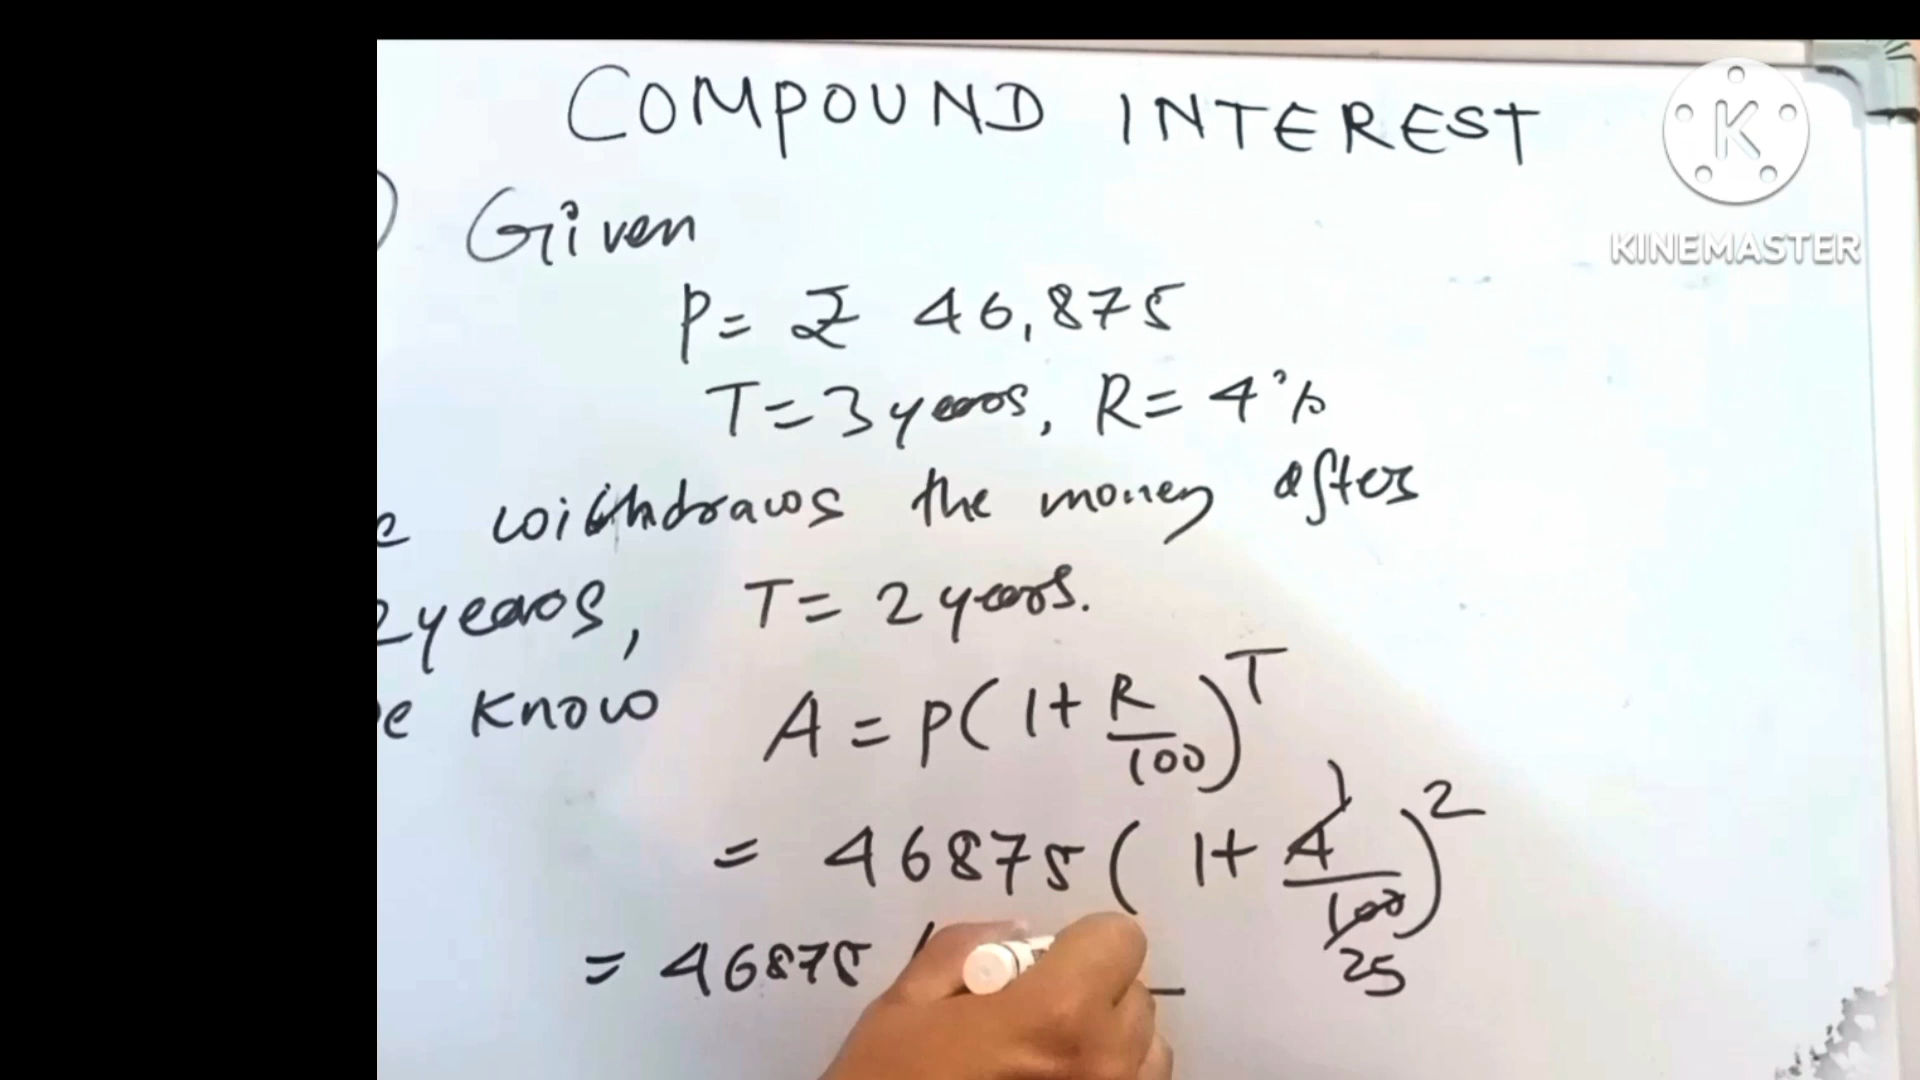 COMPOUND INTEREST
KINEMASTER
Given
P = ₹ 46,875
T = 3 years, R = 4%
e withdraws the money after
2 years, T = 2 years.
e know A = P(1+R/100)^T
= 46875(1+4/100)^2
1
25
= 46875(